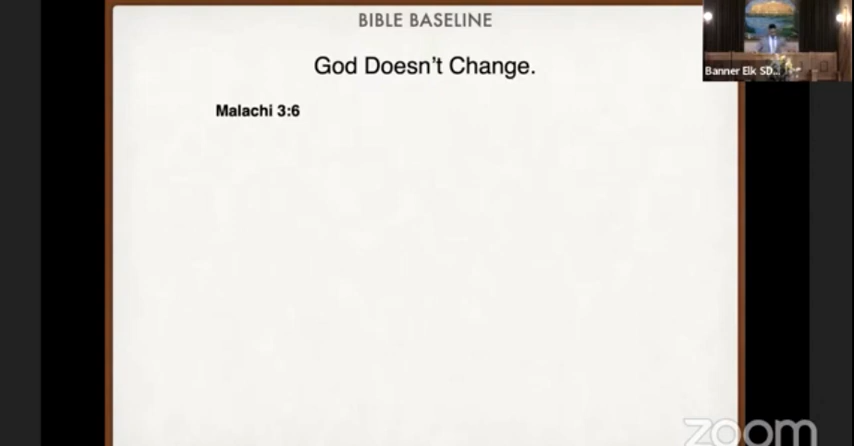 BIBLE BASELINE
God Doesn't Change.
Malachi 3:6
Banner Elk SD...
zoom